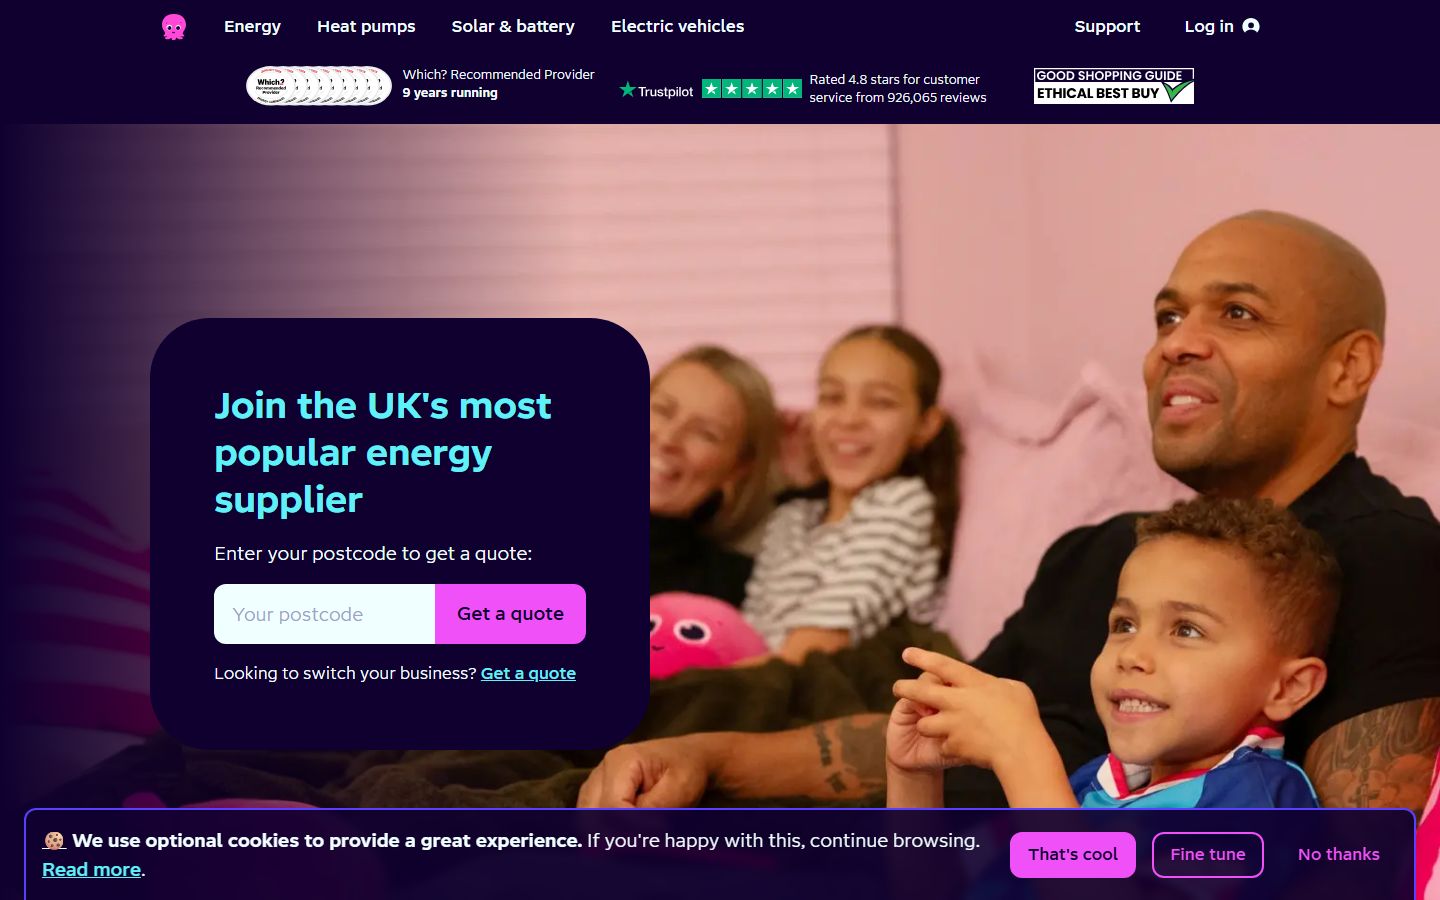 Energy
Heat pumps
Solar & battery
Electric vehicles
Support
Log in
Which?
Recommended
Provider
Which? Recommended Provider
9 years running
Trustpilot
Rated 4.8 stars for customer
service from 926,065 reviews
GOOD SHOPPING GUIDE
ETHICAL BEST BUY
Join the UK's most
popular energy
supplier
Enter your postcode to get a quote:
Your postcode
Get a quote
Looking to switch your business? Get a quote
🍪 We use optional cookies to provide a great experience. If you're happy with this, continue browsing.
Read more.
That's cool
Fine tune
No thanks